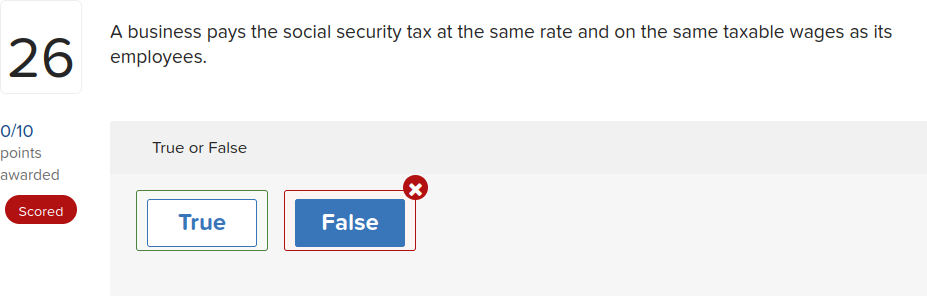 26
A business pays the social security tax at the same rate and on the same taxable wages as its
employees.
0/10
points
awarded
Scored
True or False
True
False